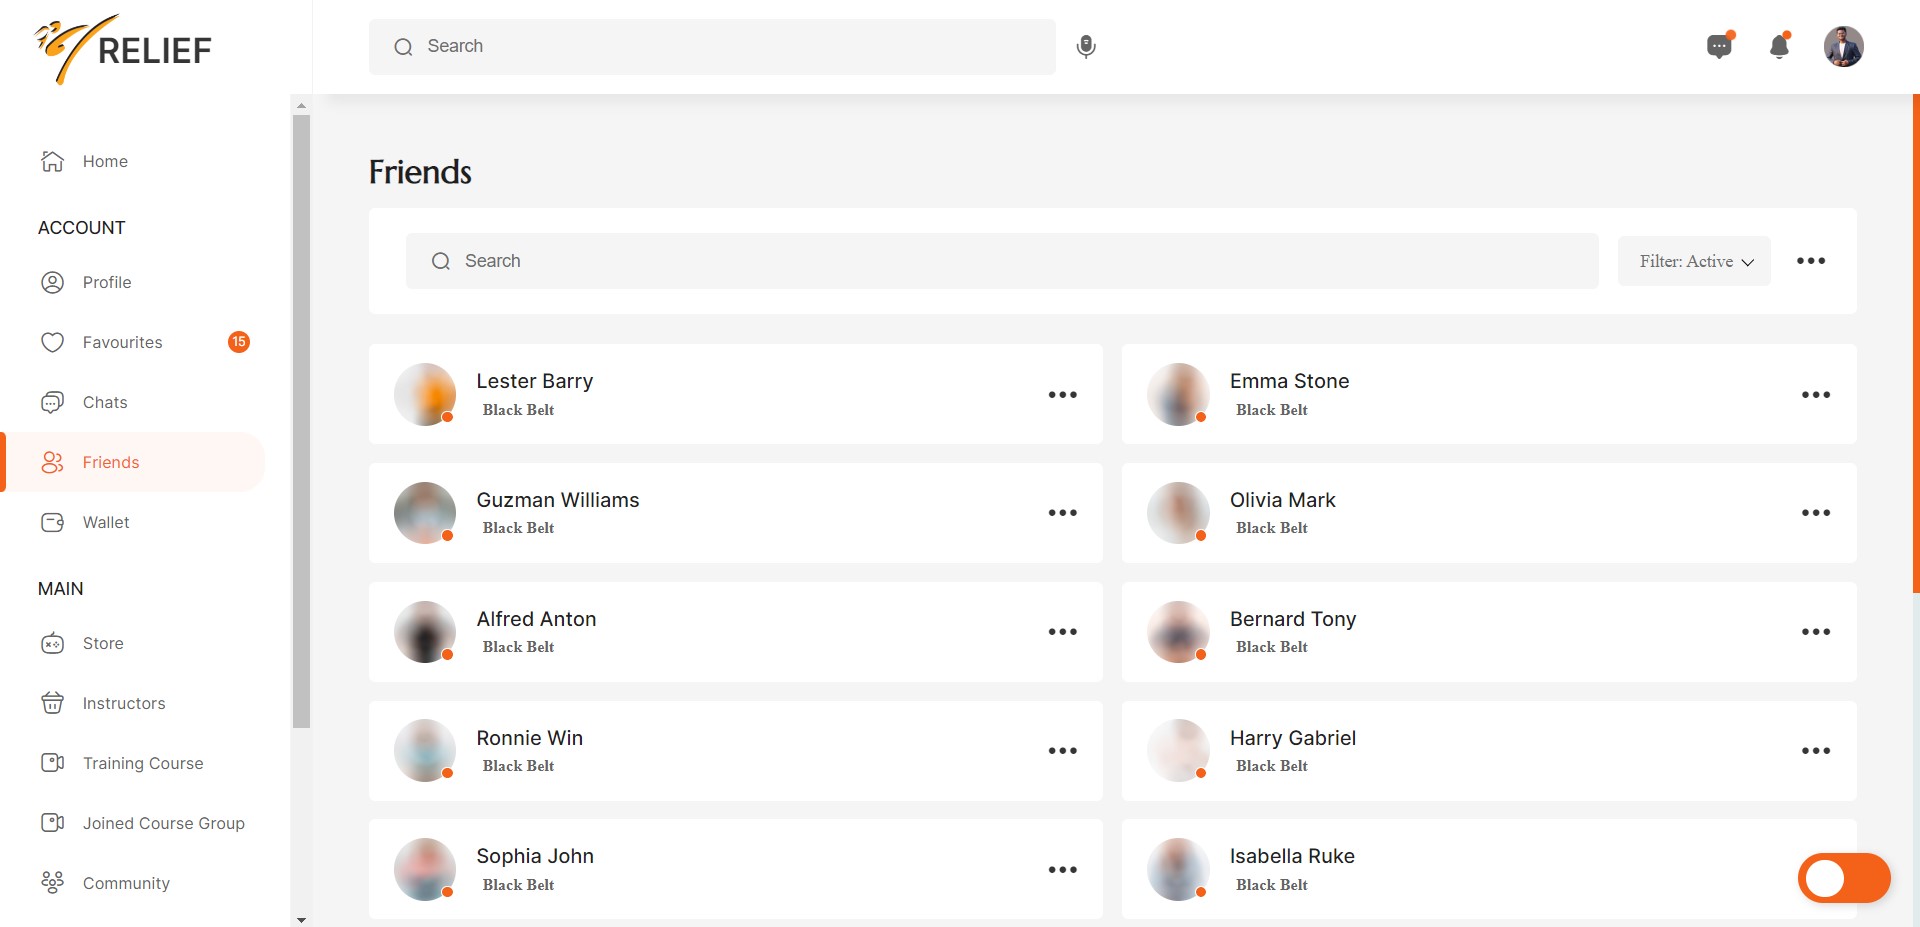 RELIEF
Search
Home
ACCOUNT
Profile
Favourites 15
Chats
Friends
Wallet
MAIN
Store
Instructors
Training Course
Joined Course Group
Community
Friends
Search
Filter: Active
Lester Barry
Black Belt
Emma Stone
Black Belt
Guzman Williams
Black Belt
Olivia Mark
Black Belt
Alfred Anton
Black Belt
Bernard Tony
Black Belt
Ronnie Win
Black Belt
Harry Gabriel
Black Belt
Sophia John
Black Belt
Isabella Ruke
Black Belt